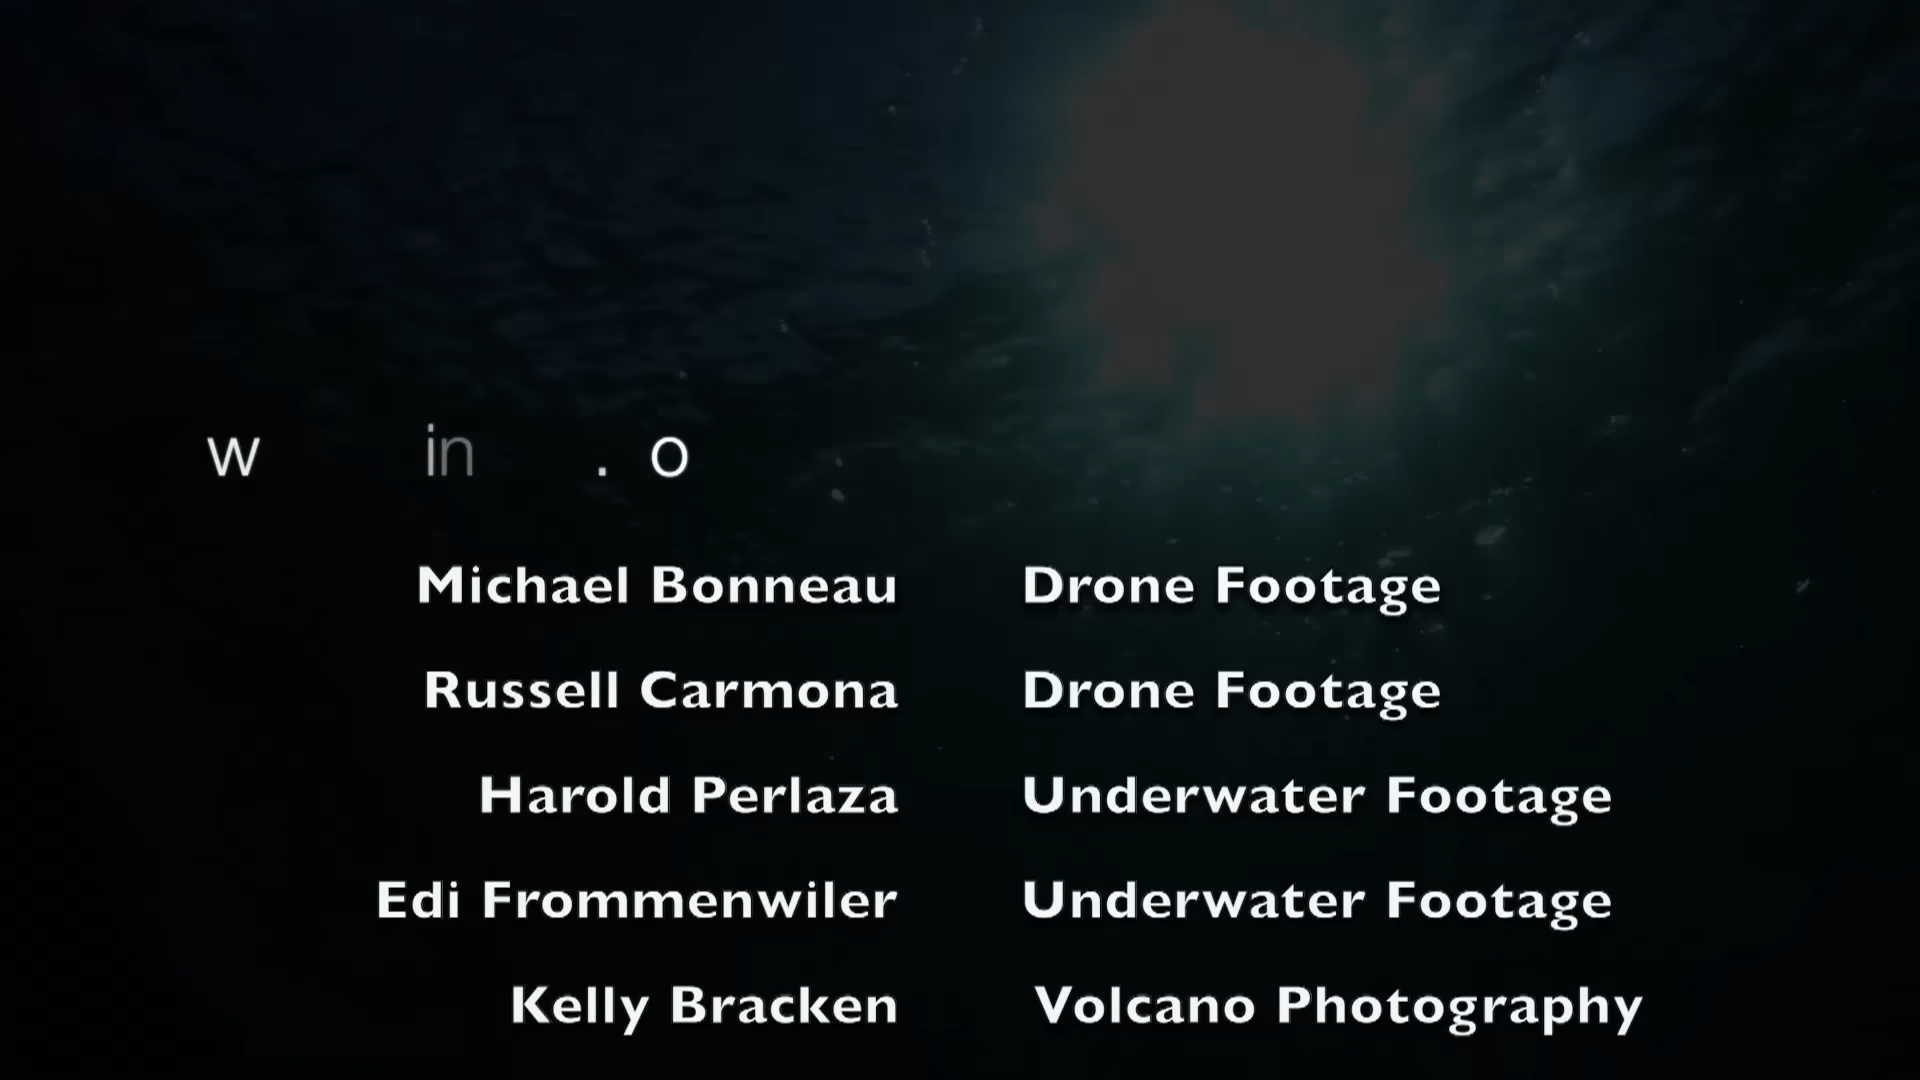 w in . o
Michael Bonneau Drone Footage
Russell Carmona Drone Footage
Harold Perlaza Underwater Footage
Edi Frommenwiler Underwater Footage
Kelly Bracken Volcano Photography